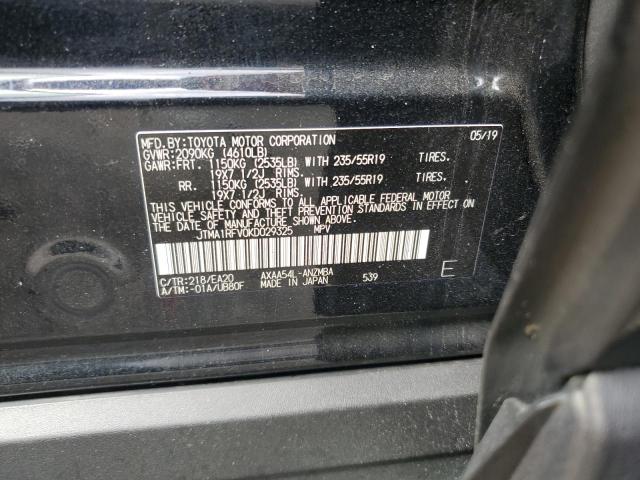 MFD. BY: TOYOTA MOTOR CORPORATION 05/19
GVWR: 2090KG (4610LB)
GAWR: FRT. 1150KG (2535LB) WITH 235/55R19 TIRES.
19X7 1/2J RIMS.
RR. 1150KG (2535LB) WITH 235/55R19 TIRES.
19X7 1/2J RIMS.
THIS VEHICLE CONFORMS TO ALL APPLICABLE FEDERAL MOTOR
VEHICLE SAFETY AND THEFT PREVENTION STANDARDS IN EFFECT ON
THE DATE OF MANUFACTURE SHOWN ABOVE.
JTMA1RFV0KD029325 MPV
C/TR: 218/EA20 AXAA54L-ANZMBA 539 E
A/TM: -01A/UB80F MADE IN JAPAN